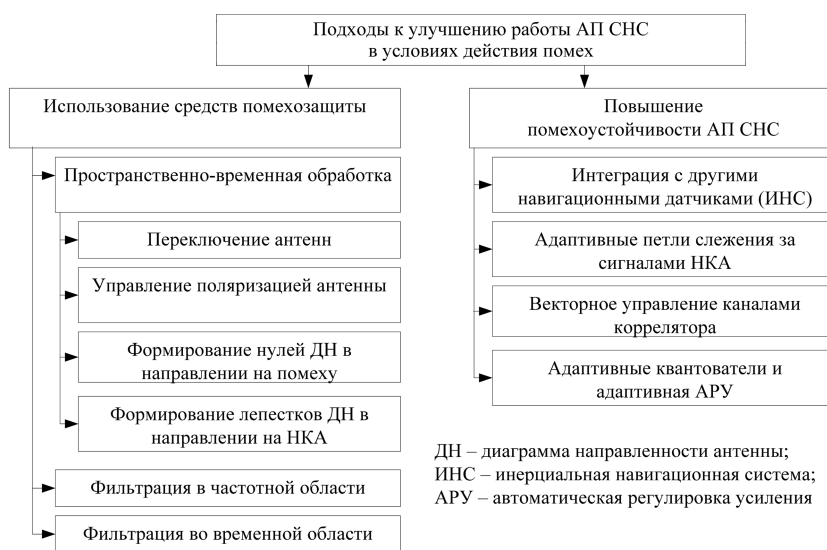 Подходы к улучшению работы АП СНС
в условиях действия помех
Использование средств помехозащиты
Пространственно-временная обработка
Переключение антенн
Управление поляризацией антенны
Формирование нулей ДН в
направлении на помеху
Формирование лепестков ДН в
направлении на НКА
Фильтрация в частотной области
Фильтрация во временной области
Повышение
помехоустойчивости АП СНС
Интеграция с другими
навигационными датчиками (ИНС)
Адаптивные петли слежения за
сигналами НКА
Векторное управление каналами
коррелятора
Адаптивные квантователи и
адаптивная АРУ
ДН – диаграмма направленности антенны;
ИНС – инерциальная навигационная система;
АРУ – автоматическая регулировка усиления